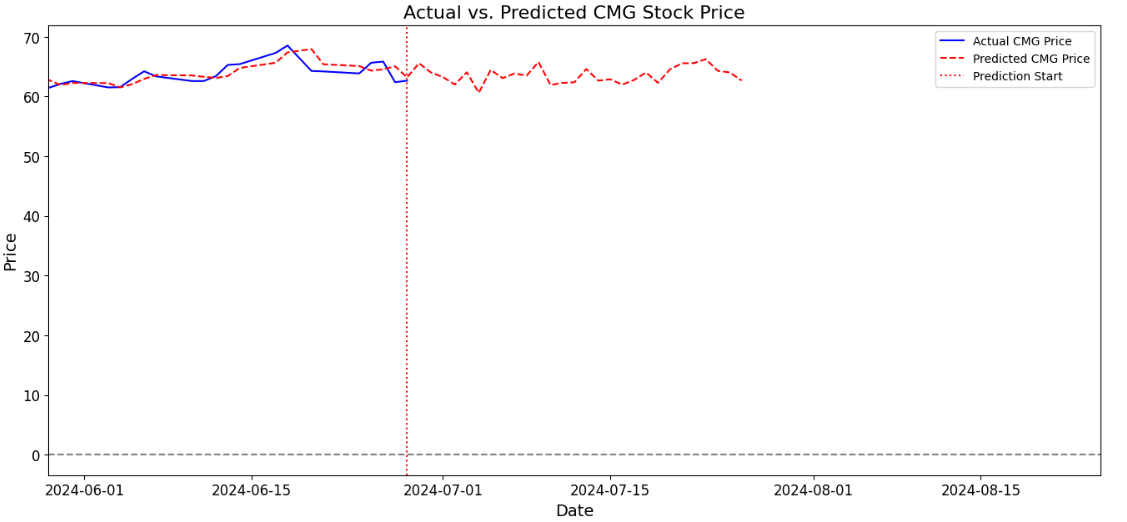 Actual vs. Predicted CMG Stock Price
Actual CMG Price
Predicted CMG Price
Prediction Start
70
60
50
40
30
20
10
0
Price
2024-06-01 2024-06-15 2024-07-01 2024-07-15 2024-08-01 2024-08-15
Date